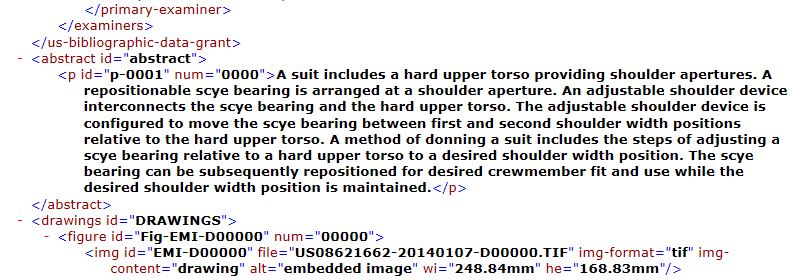 </primary-examiner>
</examiners>
</us-bibliographic-data-grant>
- <abstract id="abstract">
<p id="p-0001" num="0000">A suit includes a hard upper torso providing shoulder apertures. A
repositionable scye bearing is arranged at a shoulder aperture. An adjustable shoulder device
interconnects the scye bearing and the hard upper torso. The adjustable shoulder device is
configured to move the scye bearing between first and second shoulder width positions
relative to the hard upper torso. A method of donning a suit includes the steps of adjusting a
scye bearing relative to a hard upper torso to a desired shoulder width position. The scye
bearing can be subsequently repositioned for desired crewmember fit and use while the
desired shoulder width position is maintained.</p>
</abstract>
- <drawings id="DRAWINGS">
- <figure id="Fig-EMI-D00000" num="00000">
<img id="EMI-D00000" file="US08621662-20140107-D00000.TIF" img-format="tif" img-
content="drawing" alt="embedded image" wi="248.84mm" he="168.83mm"/>